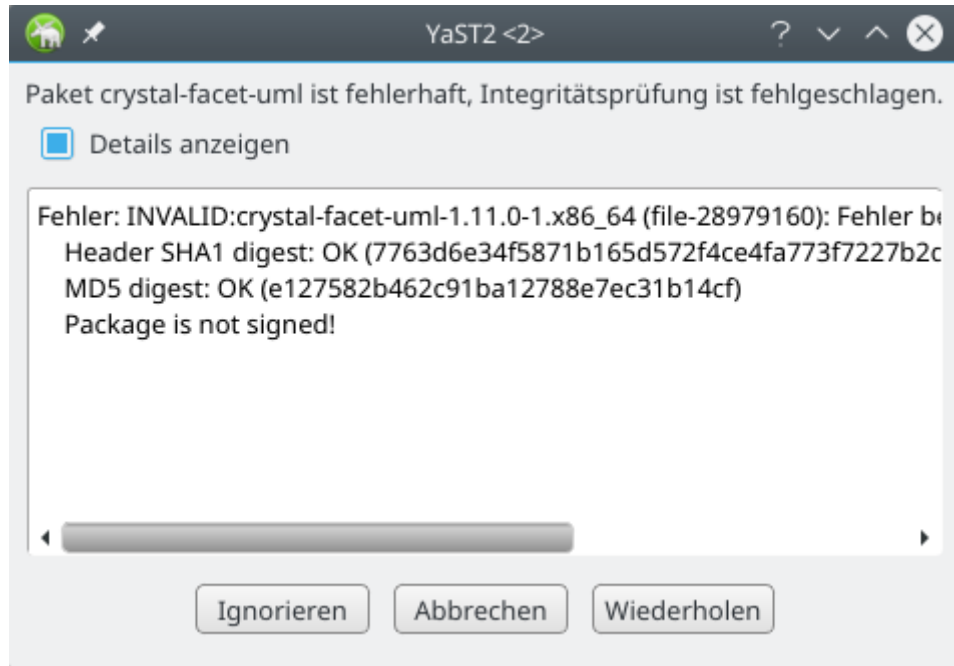 YaST2 <2>
Paket crystal-facet-uml ist fehlerhaft, Integritätsprüfung ist fehlgeschlagen.
Details anzeigen
Fehler: INVALID:crystal-facet-uml-1.11.0-1.x86_64 (file-28979160): Fehler
Header SHA1 digest: OK (7763d6e34f5871b165d572f4ce4fa773f7227b2c
MD5 digest: OK (e127582b462c91ba12788e7ec31b14cf)
Package is not signed!
Ignorieren Abbrechen Wiederholen